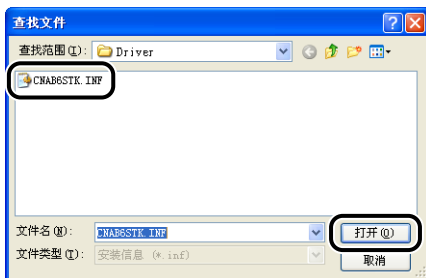 查找文件
查找范围(I): Driver
CNAB6STK.INF
文件名(N): CNAB6STK.INF 打开(O)
文件类型(T): 安装信息 (*.inf) 取消